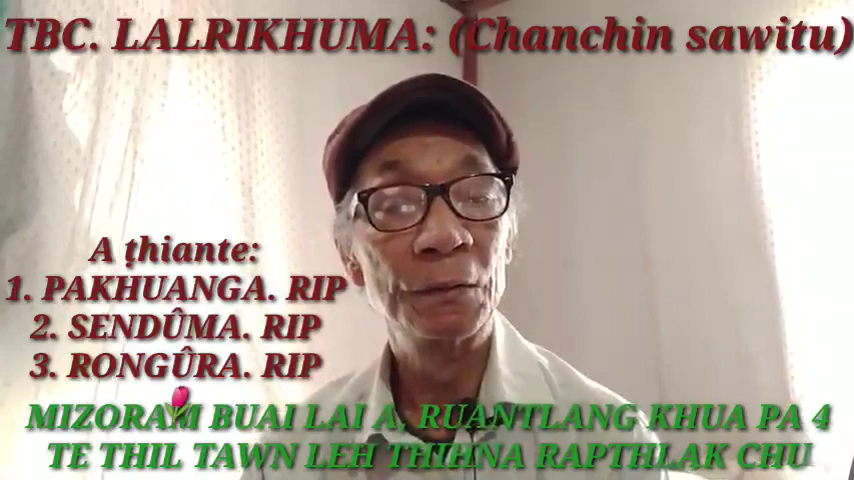 TBC. LALRIKHUMA: (Chanchin sawitu)
A ṭhiante:
1. PAKHUANGA. RIP
2. SENDÛMA. RIP
3. RONGÛRA. RIP
MIZORAM BUAI LAI A, RUANTLANG KHUA PA 4
TE THIL TAWN LEH THIHNA RAPTHLAK CHU